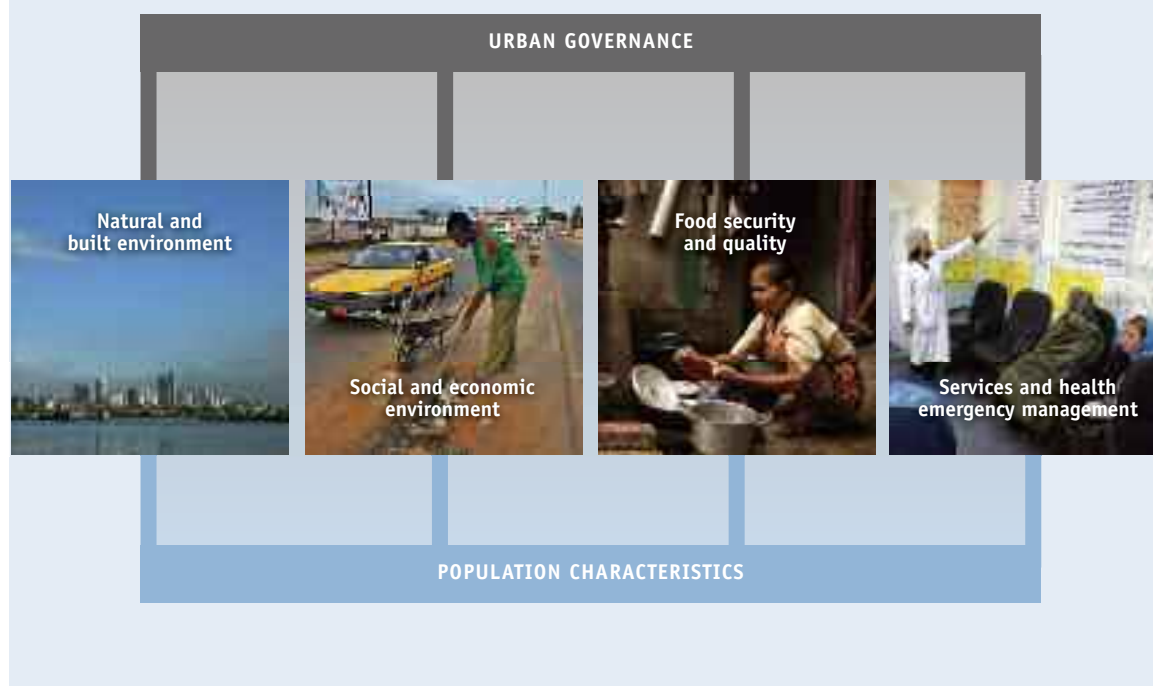 URBAN GOVERNANCE
Natural and
built environment
Social and economic
environment
Food security
and quality
Services and health
emergency management
POPULATION CHARACTERISTICS